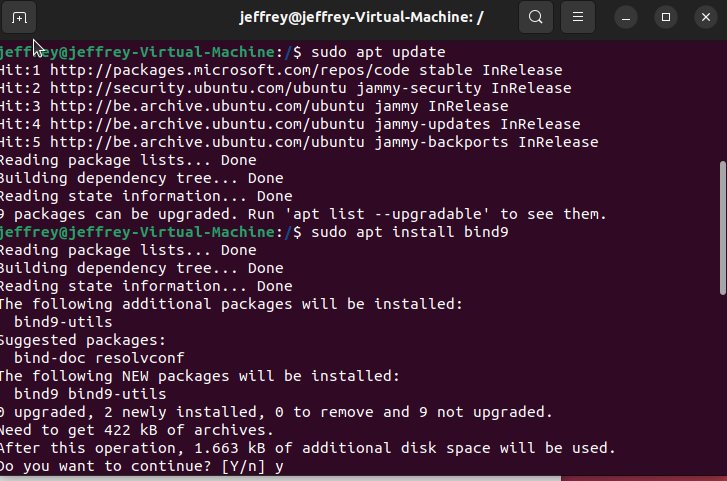 jeffrey@jeffrey-Virtual-Machine: /
jeffrey@jeffrey-Virtual-Machine:/$ sudo apt update
Hit:1 http://packages.microsoft.com/repos/code stable InRelease
Hit:2 http://security.ubuntu.com/ubuntu jammy-security InRelease
Hit:3 http://be.archive.ubuntu.com/ubuntu jammy InRelease
Hit:4 http://be.archive.ubuntu.com/ubuntu jammy-updates InRelease
Hit:5 http://be.archive.ubuntu.com/ubuntu jammy-backports InRelease
Reading package lists... Done
Building dependency tree... Done
Reading state information... Done
9 packages can be upgraded. Run 'apt list --upgradable' to see them.
jeffrey@jeffrey-Virtual-Machine:/$ sudo apt install bind9
Reading package lists... Done
Building dependency tree... Done
Reading state information... Done
The following additional packages will be installed:
  bind9-utils
Suggested packages:
  bind-doc resolvconf
The following NEW packages will be installed:
  bind9 bind9-utils
0 upgraded, 2 newly installed, 0 to remove and 9 not upgraded.
Need to get 422 kB of archives.
After this operation, 1.663 kB of additional disk space will be used.
Do you want to continue? [Y/n] y